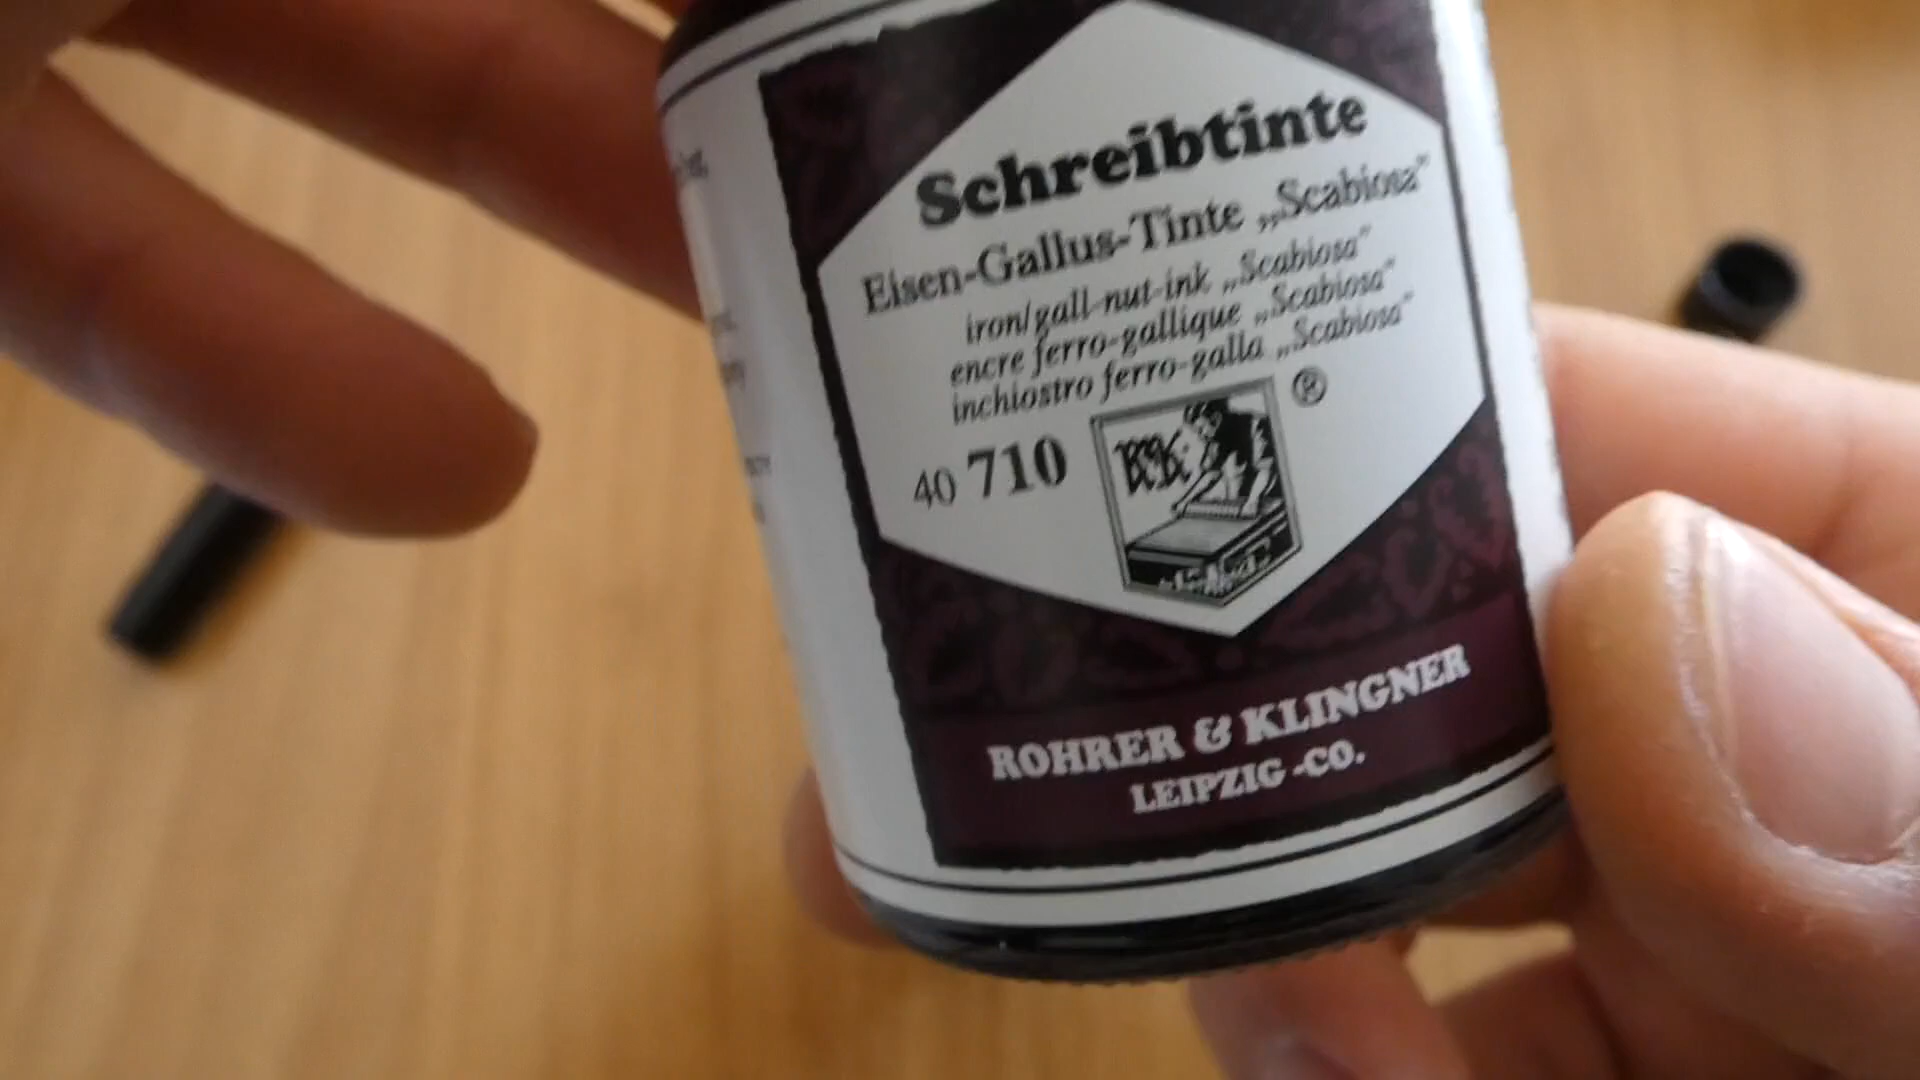 Schreibtinte
Eisen-Gallus-Tinte „Scabiosa“
iron/gall-nut-ink „Scabiosa“
encre ferro-gallique „Scabiosa“
inchiostro ferro-galla „Scabiosa“
®
40 710
ROHRER & KLINGNER
LEIPZIG -CO.